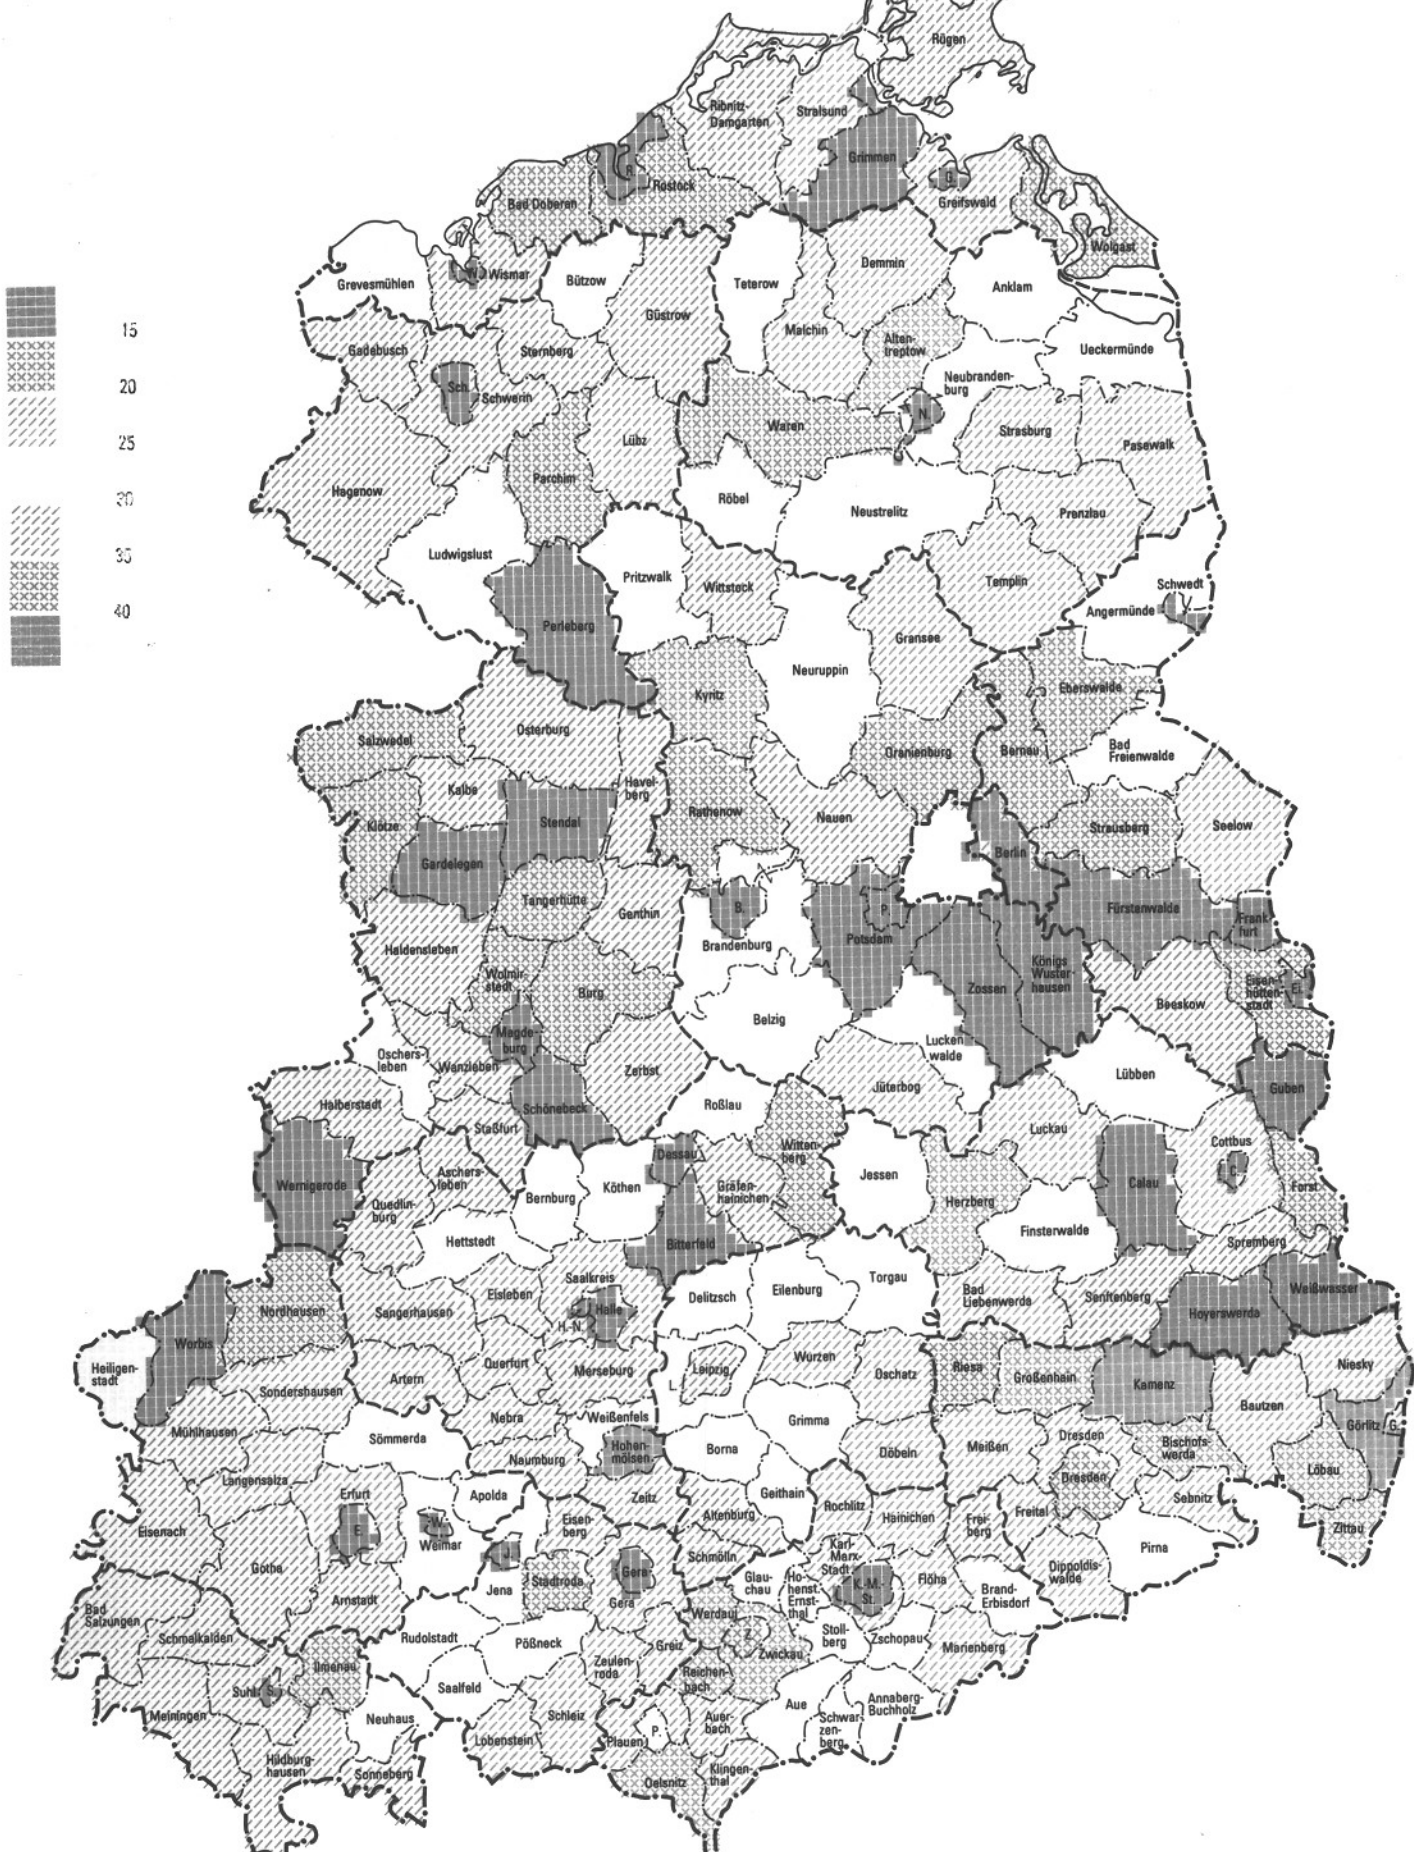 Rügen
Ribnitz-
Damgarten
Stralsund
Grimmen
R.
Rostock
G.
Greifswald
Bad Doberan
Wolgast
W.
Wismar
Grevesmühlen
Bützow
Teterow
Demmin
Anklam
Güstrow
Malchin
15
20
25
30
35
40
Gadebusch
Sternberg
Alten-
treptow
Ueckermünde
Sch.
Schwerin
Neubranden-
burg
N.
Waren
Strasburg
Pasewalk
Lübz
Parchim
Hagenow
Röbel
Neustrelitz
Prenzlau
Ludwigslust
Pritzwalk
Wittstock
Templin
Schwedt
Angermünde
Perleberg
Gransee
Neuruppin
Kyritz
Eberswalde
Osterburg
Salzwedel
Oranienburg
Bernau
Bad
Freienwalde
Kalbe
Havel-
berg
Klötze
Stendal
Rathenow
Nauen
Strausberg
Seelow
Gardelegen
Berlin
Tangerhütte
Genthin
B.
Brandenburg
P.
Potsdam
Fürstenwalde
Frank
furt
Haldensleben
Wolmir-
stedt
Burg
Zossen
Königs
Wuster-
hausen
Beeskow
Eisen-
hütten-
stadt
Ei.
Belzig
Magde-
burg
Oschers-
leben
Wanzleben
Zerbst
Lucken
walde
Lübben
Jüterbog
Guben
Halberstadt
Schönebeck
Roßlau
Staßfurt
Witten-
berg
Luckau
Cottbus
C.
Dessau
Wernigerode
Aschers-
leben
Quedlin-
burg
Bernburg
Köthen
Gräfen-
hainichen
Jessen
Herzberg
Calau
Forst
Hettstedt
Bitterfeld
Finsterwalde
Spremberg
Saalkreis
Eisleben
Halle
H.-N.
Delitzsch
Eilenburg
Torgau
Bad
Liebenwerda
Senftenberg
Hoyerswerda
Weißwasser
Nordhausen
Sangerhausen
Worbis
Heiligen-
stadt
Querfurt
Merseburg
Leipzig
L.
Wurzen
Oschatz
Riesa
Großenhain
Kamenz
Niesky
Sondershausen
Artern
Bautzen
Görlitz
G.
Mühlhausen
Nebra
Weißenfels
Grimma
Sömmerda
Hohen-
mölsen
Borna
Döbeln
Meißen
Dresden
Bischofs-
werda
Naumburg
Löbau
Langensalza
Dresden
Erfurt
E.
Apolda
Zeitz
Geithain
Sebnitz
Altenburg
Rochlitz
Hainichen
Frei-
berg
Freital
Zittau
Eisenach
W.
Weimar
Eisen-
berg
Pirna
Gotha
J.
Jena
Schmölln
Karl-
Marx-
Stadt
K.-M.-
St.
Flöha
Dippoldis-
walde
Stadtroda
Gera
Gera
Glau-
chau
Ho-
henst
Ernst-
thal
Brand-
Erbisdorf
Arnstadt
Bad
Salzungen
Werdau
Schmalkalden
Rudolstadt
Pößneck
Greiz
Z.
Zwickau
Stoll-
berg
Zschopau
Marienberg
Ilmenau
Zeulen-
roda
Reichen-
bach
Suhl
S.
Saalfeld
Meiningen
Neuhaus
Schleiz
Auer-
bach
Aue
Annaberg-
Buchholz
Schwar-
zen-
berg
Lobenstein
Plauen
P.
Hildburg-
hausen
Sonneberg
Oelsnitz
Klingen-
thal